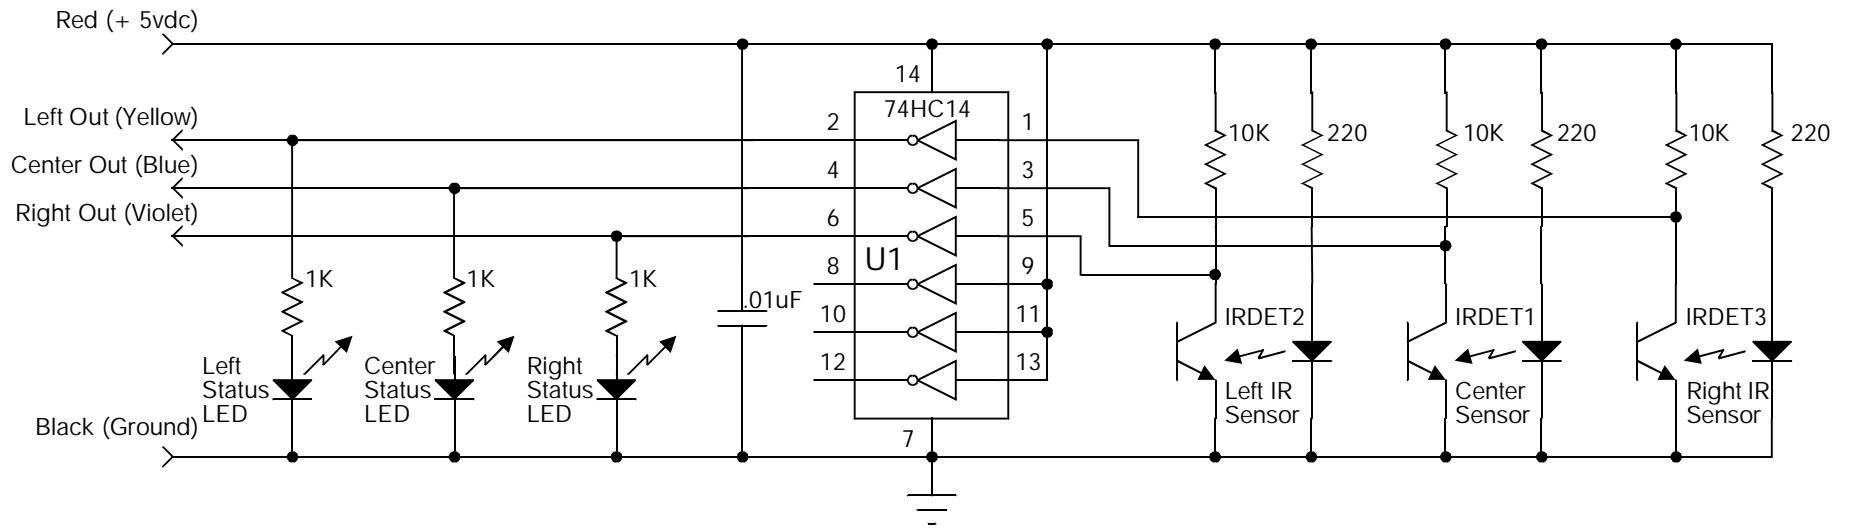 Red (+ 5vdc)
14
74HC14
Left Out (Yellow)
2
1
10K
220
10K
220
10K
220
Center Out (Blue)
4
3
Right Out (Violet)
6
5
U1
8
9
1K
1K
1K
.01uF
10
11
IRDET2
IRDET1
IRDET3
12
13
Left
Status
LED
Center
Status
LED
Right
Status
LED
Left IR
Sensor
Center
Sensor
Right IR
Sensor
Black (Ground)
7